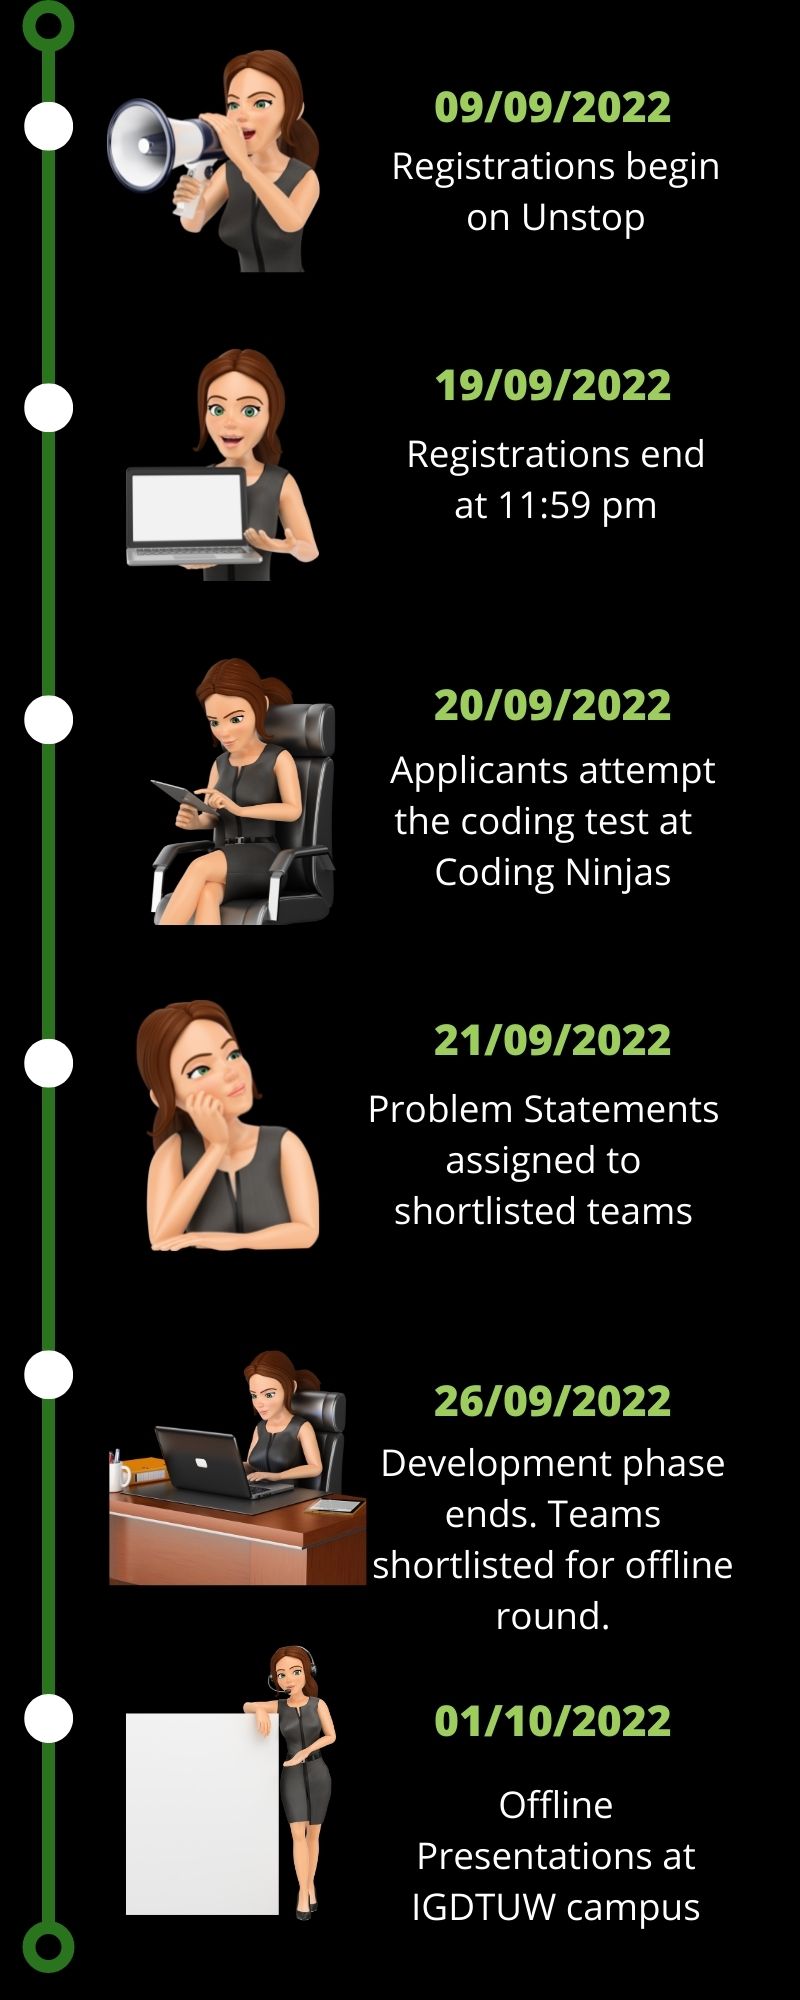 09/09/2022
Registrations begin
on Unstop
19/09/2022
Registrations end
at 11:59 pm
20/09/2022
Applicants attempt
the coding test at
Coding Ninjas
21/09/2022
Problem Statements
assigned to
shortlisted teams
26/09/2022
Development phase
ends. Teams
shortlisted for offline
round.
01/10/2022
Offline
Presentations at
IGDTUW campus